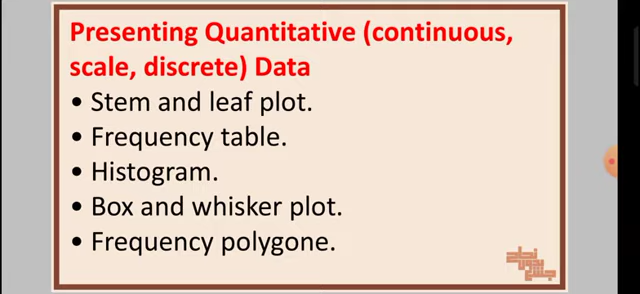 Presenting Quantitative (continuous,
scale, discrete) Data
• Stem and leaf plot.
• Frequency table.
• Histogram.
• Box and whisker plot.
• Frequency polygone.